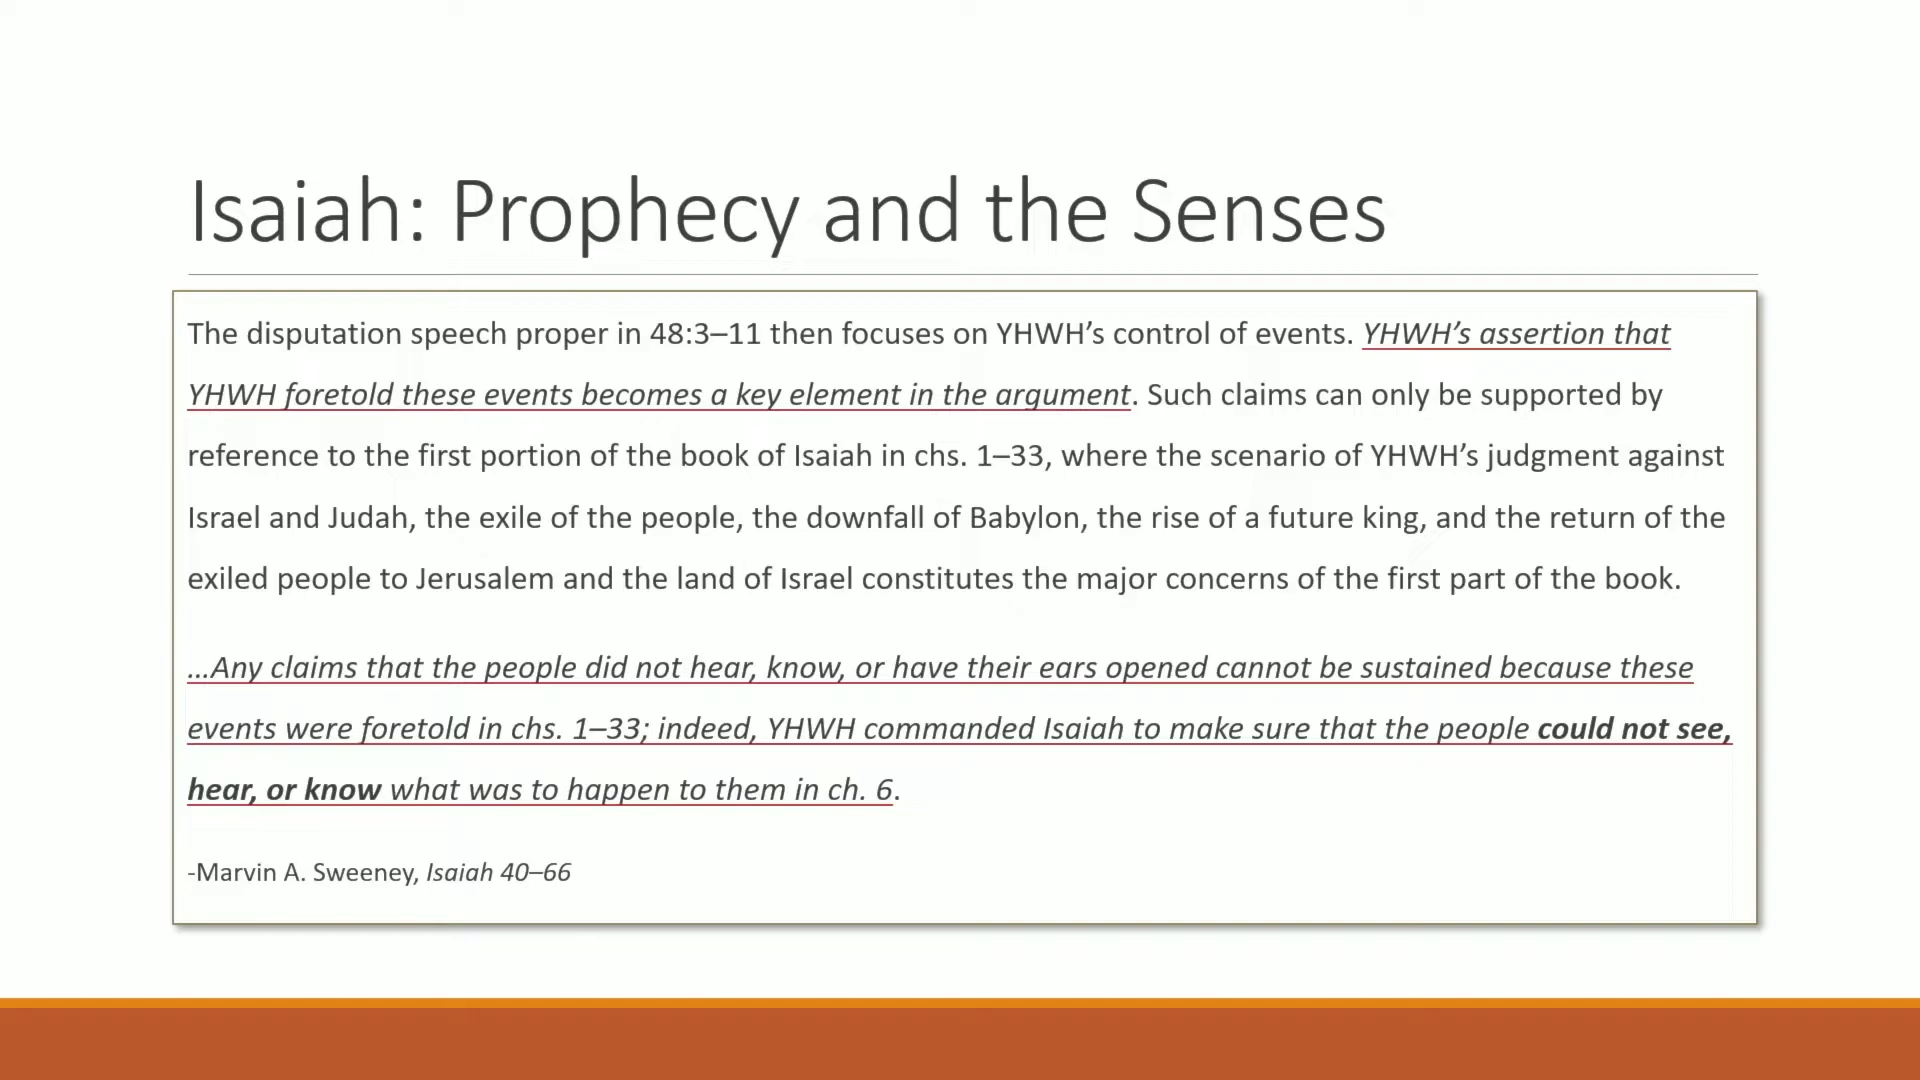 Isaiah: Prophecy and the Senses
The disputation speech proper in 48:3–11 then focuses on YHWH’s control of events. YHWH’s assertion that
YHWH foretold these events becomes a key element in the argument. Such claims can only be supported by
reference to the first portion of the book of Isaiah in chs. 1–33, where the scenario of YHWH’s judgment against
Israel and Judah, the exile of the people, the downfall of Babylon, the rise of a future king, and the return of the
exiled people to Jerusalem and the land of Israel constitutes the major concerns of the first part of the book.
…Any claims that the people did not hear, know, or have their ears opened cannot be sustained because these
events were foretold in chs. 1–33; indeed, YHWH commanded Isaiah to make sure that the people could not see,
hear, or know what was to happen to them in ch. 6.
-Marvin A. Sweeney, Isaiah 40–66